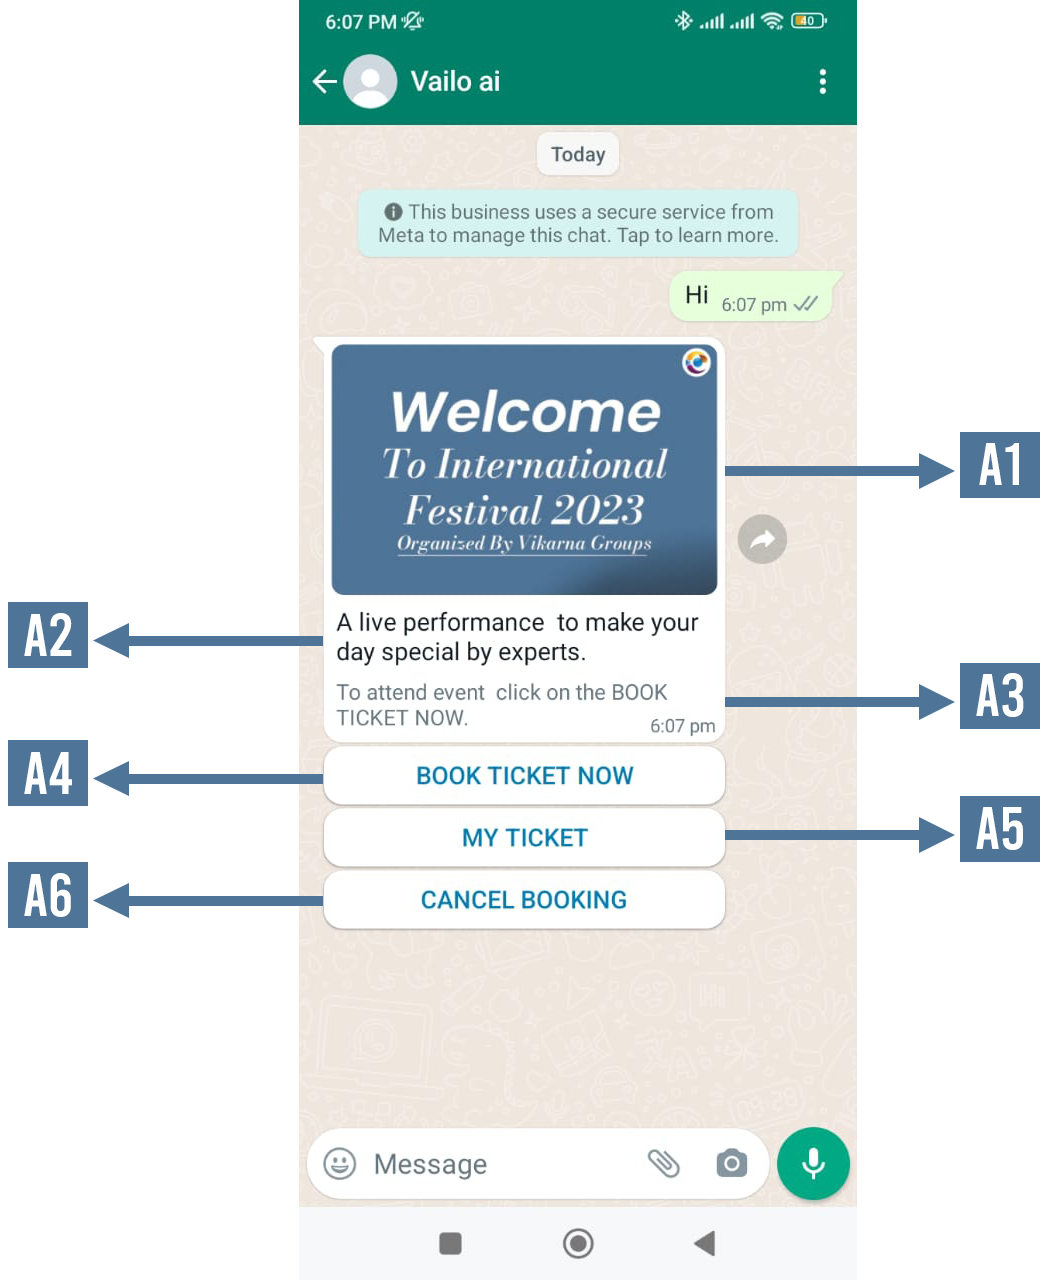 6:07 PM
40
Vailo ai
Today
This business uses a secure service from
Meta to manage this chat. Tap to learn more.
Hi 6:07 pm
Welcome
To International
Festival 2023
Organized By Vikarna Groups
A1
A live performance  to make your
day special by experts.
A2
To attend event  click on the BOOK
TICKET NOW.
6:07 pm
A3
A4
BOOK TICKET NOW
MY TICKET
A5
A6
CANCEL BOOKING
Message